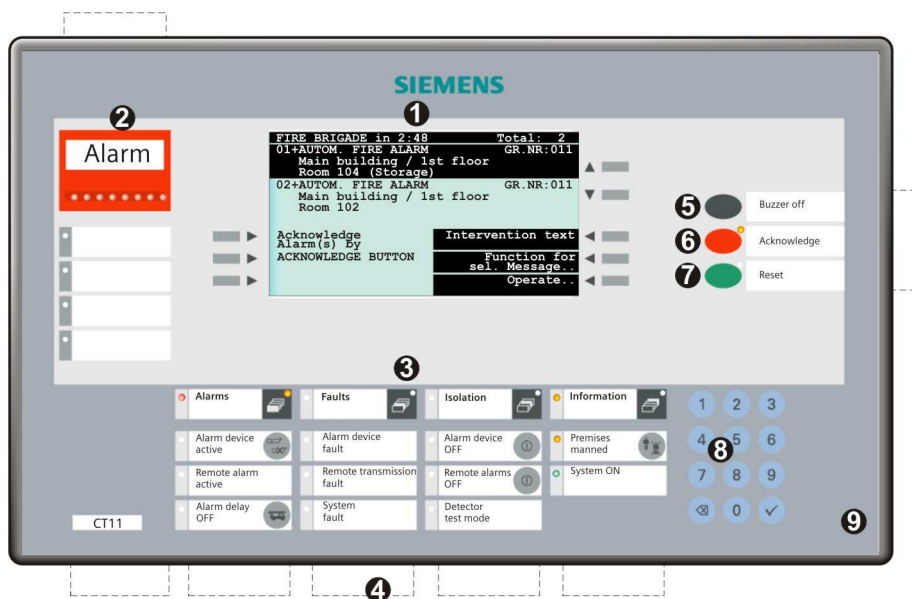 SIEMENS
1
2
Alarm
FIRE BRIGADE in 2:48 Total: 2
01+AUTOM. FIRE ALARM GR.NR:011
Main building / 1st floor
Room 104 (Storage)
02+AUTOM. FIRE ALARM GR.NR:011
Main building / 1st floor
Room 102
Acknowledge
Alarm(s) by
ACKNOWLEDGE BUTTON
Intervention text
Function for
sel. Message..
Operate..
5 Buzzer off
6 Acknowledge
7 Reset
3
Alarms
Faults
Isolation
Information
Alarm device
active
Alarm device
fault
Alarm device
OFF
Premises
manned
Remote alarm
active
Remote transmission
fault
Remote alarms
OFF
System ON
Alarm delay
OFF
System
fault
Detector
test mode
1 2 3
4 5 6
8
7 8 9
0
CT11
9
4